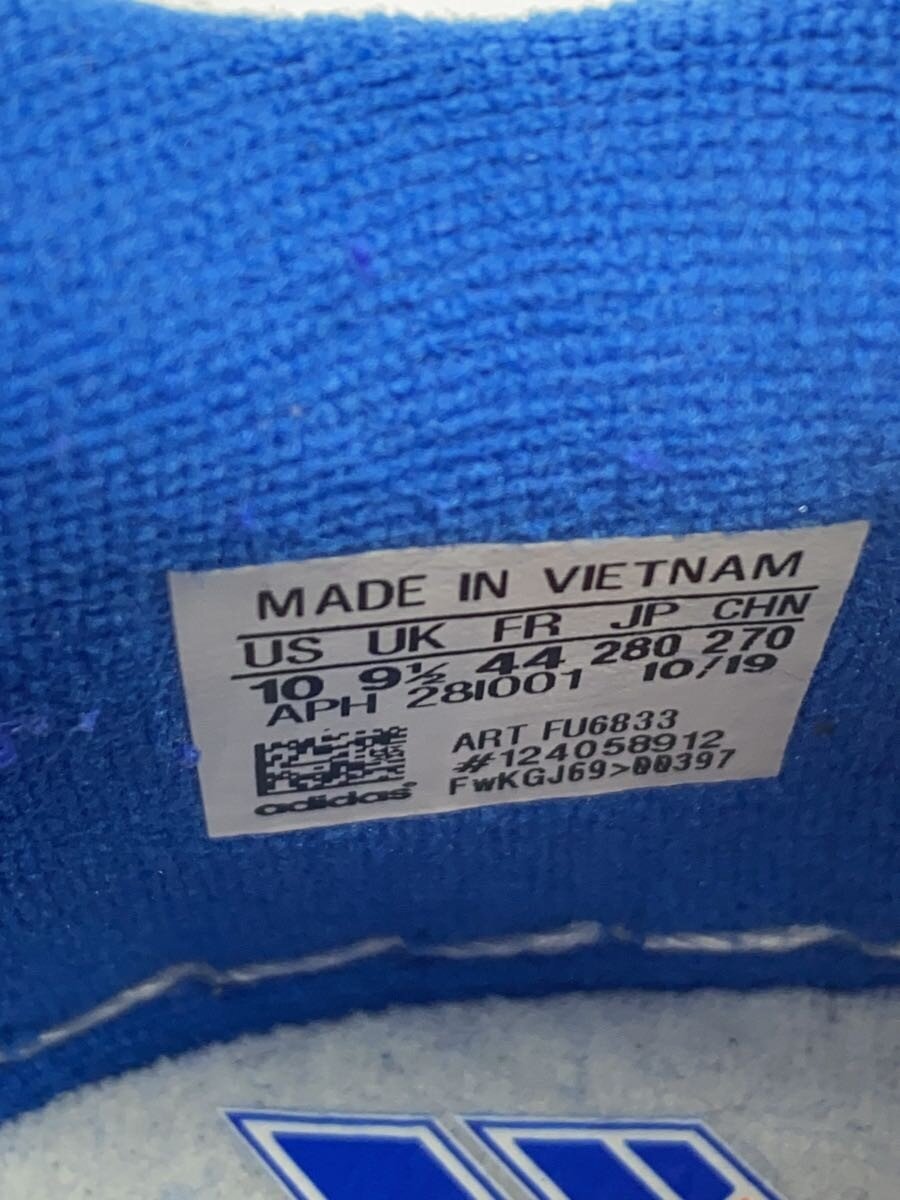 MADE IN VIETNAM
US UK FR JP CHN
10 9½ 44 280 270
APH 281001 10/19
ART FU6833
#124058912
FwKGJ69>00397
adidas